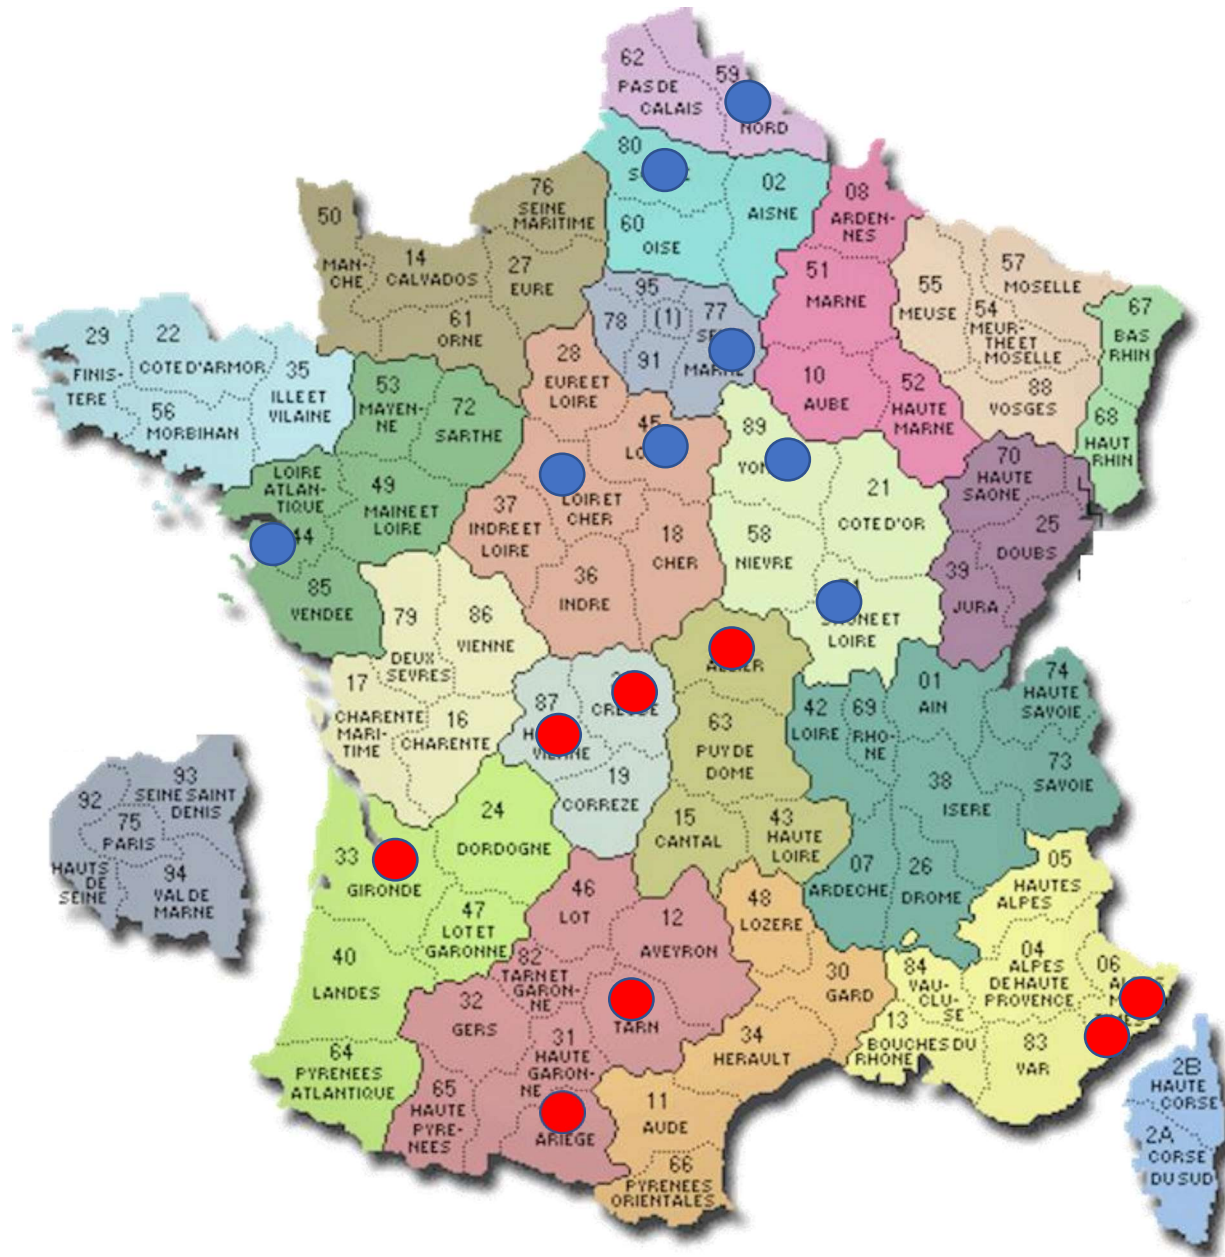 62
PAS DE
CALAIS
59
NORD
80
02
AISNE
60
OISE
76
SEINE
MARITIME
50
MAN-
CHE
14
CALVADOS
27
EURE
61
ORNE
08
ARDEN-
NES
51
MARNE
10
AUBE
52
HAUTE
MARNE
55
MEUSE
57
MOSELLE
54
MEUR-
THE ET
MOSELLE
88
VOSGES
67
BAS
RHIN
68
HAUT
RHIN
95
78
(1)
77
91
MARNE
29
FINIS-
TERE
22
COTE D'ARMOR
35
ILLE ET
VILAINE
56
MORBIHAN
53
MAYEN-
NE
72
SARTHE
LOIRE
ATLAN-
TIQUE
44
49
MAINE ET
LOIRE
85
VENDEE
28
EURE ET
LOIRE
45
LOIR ET
CHER
37
INDRE ET
LOIRE
18
CHER
36
INDRE
89
21
COTE D'OR
58
NIEVRE
LOIRE
70
HAUTE
SAONE
25
DOUBS
39
JURA
79
DEUX
SEVRES
86
VIENNE
17
CHARENTE
MARI-
TIME
16
CHARENTE
87
19
CORREZE
63
PUY DE
DOME
15
CANTAL
43
HAUTE
LOIRE
42
LOIRE
69
RHO-
NE
01
AIN
74
HAUTE
SAVOIE
73
SAVOIE
38
ISERE
07
ARDECHE
26
DROME
93
SEINE SAINT
DENIS
92
75
PARIS
HAUTS
DE
SEINE
94
VAL DE
MARNE
33
GIRONDE
24
DORDOGNE
47
LOT ET
GARONNE
40
LANDES
64
PYRENEES
ATLANTIQUE
46
LOT
12
AVEYRON
82
TARN ET
GARON-
NE
32
GERS
31
HAUTE
GARON-
NE
TARN
65
HAUTE
PYRE-
NEES
ARIEGE
48
LOZERE
30
GARD
34
HERAULT
11
AUDE
66
PYRENEES
ORIENTALES
05
HAUTES
ALPES
04
ALPES
DE HAUTE
PROVENCE
06
84
VAU-
CLU-
SE
13
BOUCHES DU
RHONE
83
VAR
2B
HAUTE
CORSE
2A
CORSE
DU SUD